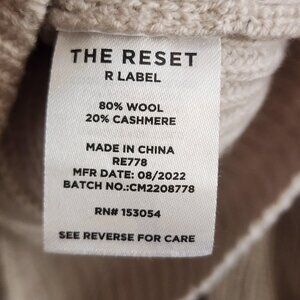 THE RESET
R LABEL
80% WOOL
20% CASHMERE
MADE IN CHINA
RE778
MFR DATE: 08/2022
BATCH NO.:CM2208778
RN# 153054
SEE REVERSE FOR CARE